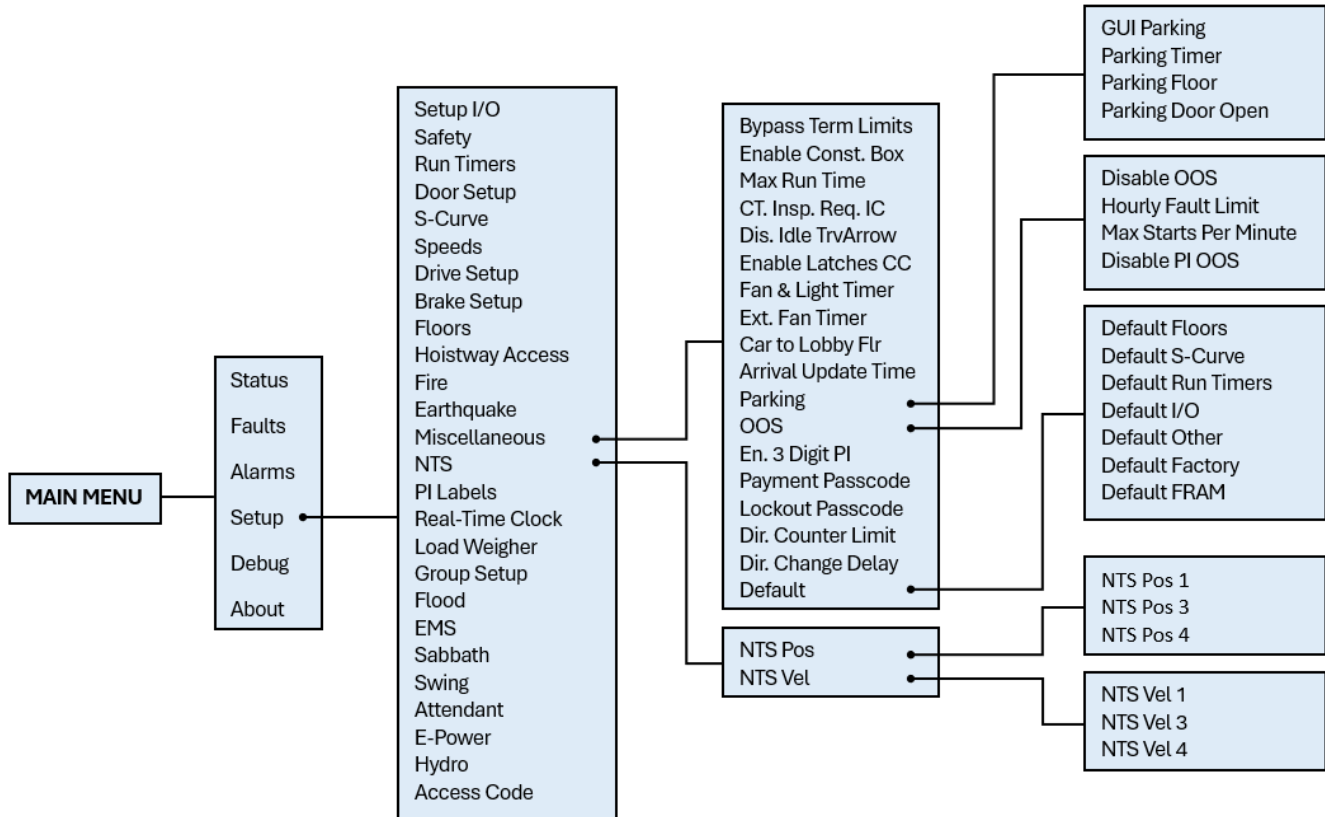 MAIN MENU
Status
Faults
Alarms
Setup
Debug
About
Setup I/O
Safety
Run Timers
Door Setup
S-Curve
Speeds
Drive Setup
Brake Setup
Floors
Hoistway Access
Fire
Earthquake
Miscellaneous
NTS
PI Labels
Real-Time Clock
Load Weigher
Group Setup
Flood
EMS
Sabbath
Swing
Attendant
E-Power
Hydro
Access Code
Bypass Term Limits
Enable Const. Box
Max Run Time
CT. Insp. Req. IC
Dis. Idle TrvArrow
Enable Latches CC
Fan & Light Timer
Ext. Fan Timer
Car to Lobby Flr
Arrival Update Time
Parking
OOS
En. 3 Digit PI
Payment Passcode
Lockout Passcode
Dir. Counter Limit
Dir. Change Delay
Default
NTS Pos
NTS Vel
GUI Parking
Parking Timer
Parking Floor
Parking Door Open
Disable OOS
Hourly Fault Limit
Max Starts Per Minute
Disable PI OOS
Default Floors
Default S-Curve
Default Run Timers
Default I/O
Default Other
Default Factory
Default FRAM
NTS Pos 1
NTS Pos 3
NTS Pos 4
NTS Vel 1
NTS Vel 3
NTS Vel 4